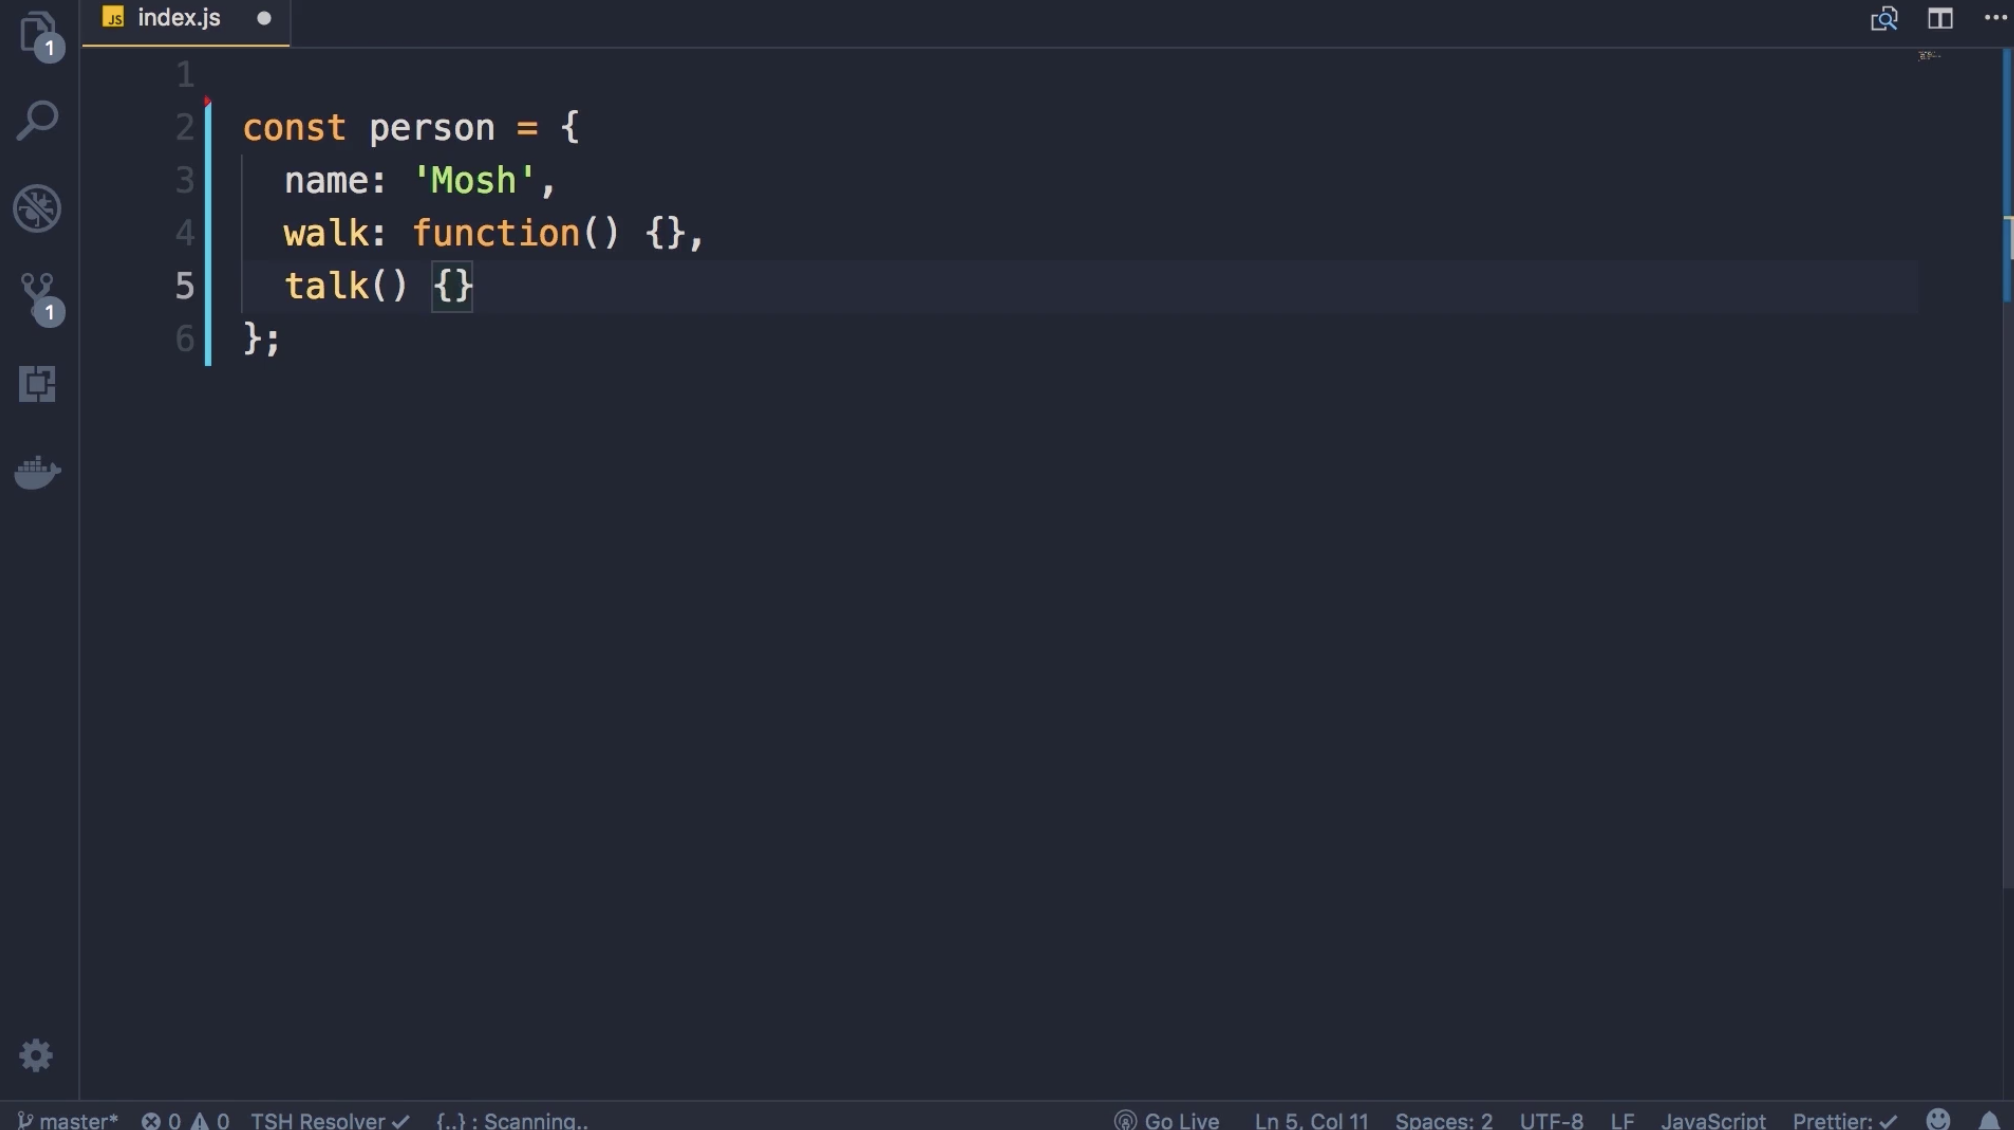 JS index.js
1
1
2 const person = {
3 name: 'Mosh',
4 walk: function() {},
5 talk() {}
6 };
1
master* 0 0 TSH Resolver {..} : Scanning.. Go Live Ln 5, Col 11 Spaces: 2 UTF-8 LF JavaScript Prettier: